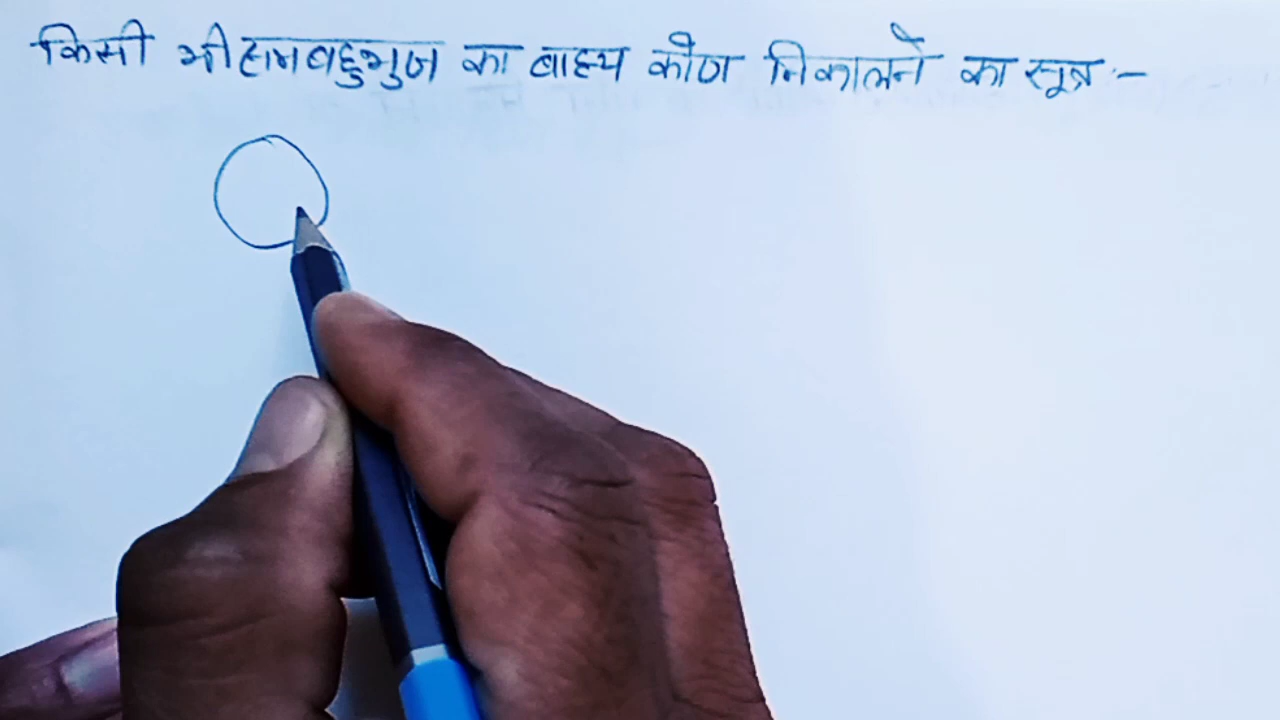 किसी भी समबहुभुज का बाह्य कोण निकालने का सूत्र :-